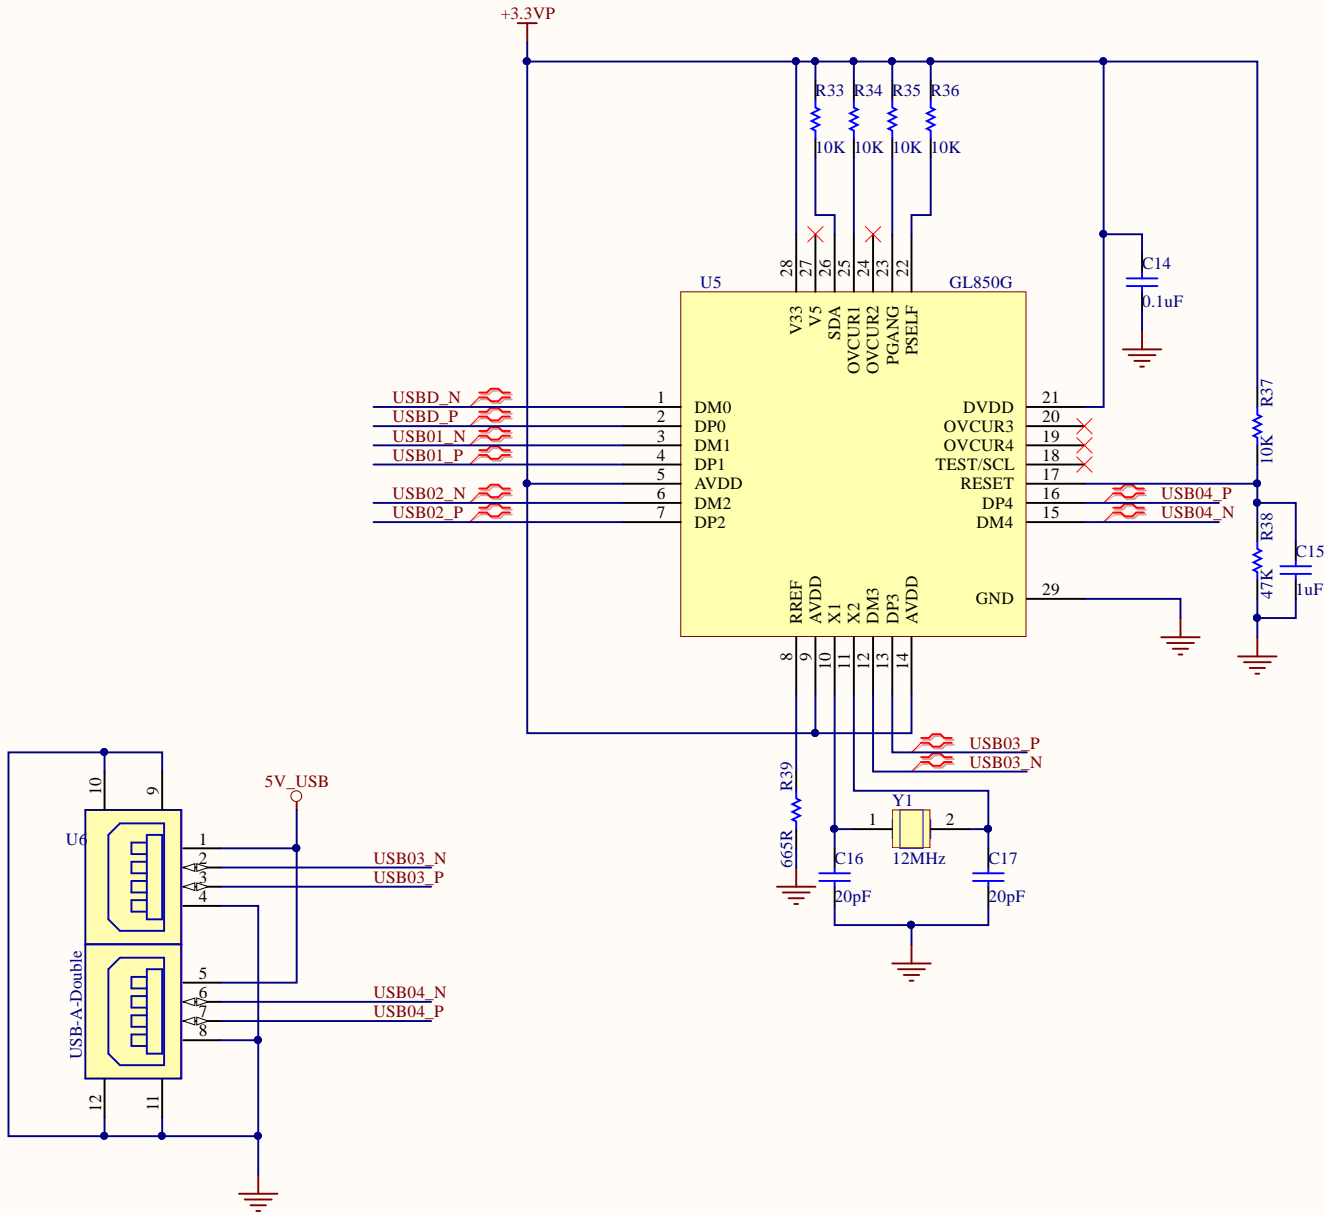 +3.3VP
R33 R34 R35 R36
10K 10K 10K 10K
28 27 26 25 24 23 22
U5 GL850G
V33 V5 SDA OVCUR1 OVCUR2 PGANG PSELF
C14
0.1uF
R37
10K
USBD_N 1 DM0
USBD_P 2 DP0
USB01_N 3 DM1
USB01_P 4 DP1
5 AVDD
USB02_N 6 DM2
USB02_P 7 DP2
DVDD 21
OVCUR3 20
OVCUR4 19
TEST/SCL 18
RESET 17
DP4 16 USB04_P
DM4 15 USB04_N
GND 29
R38
47K
C15
1uF
RREF AVDD X1 X2 DM3 DP3 AVDD
8 9 10 11 12 13 14
USB03_P
USB03_N
R39
665R
Y1
1 2
12MHz
C16
20pF
C17
20pF
10 9
5V_USB
U6
1
2 USB03_N
3 USB03_P
4
USB-A-Double
5
6 USB04_N
7 USB04_P
8
12 11